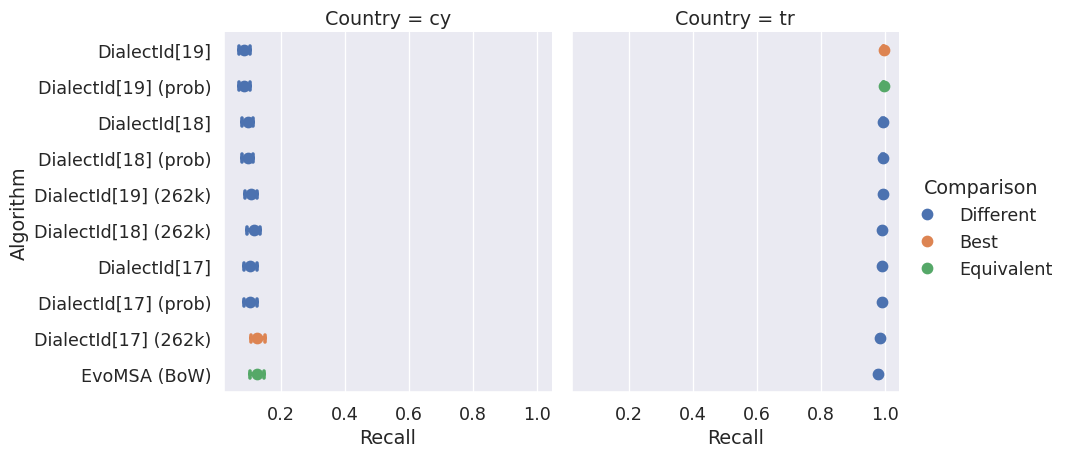 Country = cy
Country = tr
Algorithm
DialectId[19]
DialectId[19] (prob)
DialectId[18]
DialectId[18] (prob)
DialectId[19] (262k)
DialectId[18] (262k)
DialectId[17]
DialectId[17] (prob)
DialectId[17] (262k)
EvoMSA (BoW)
0.2 0.4 0.6 0.8 1.0
Recall
0.2 0.4 0.6 0.8 1.0
Recall
Comparison
Different
Best
Equivalent